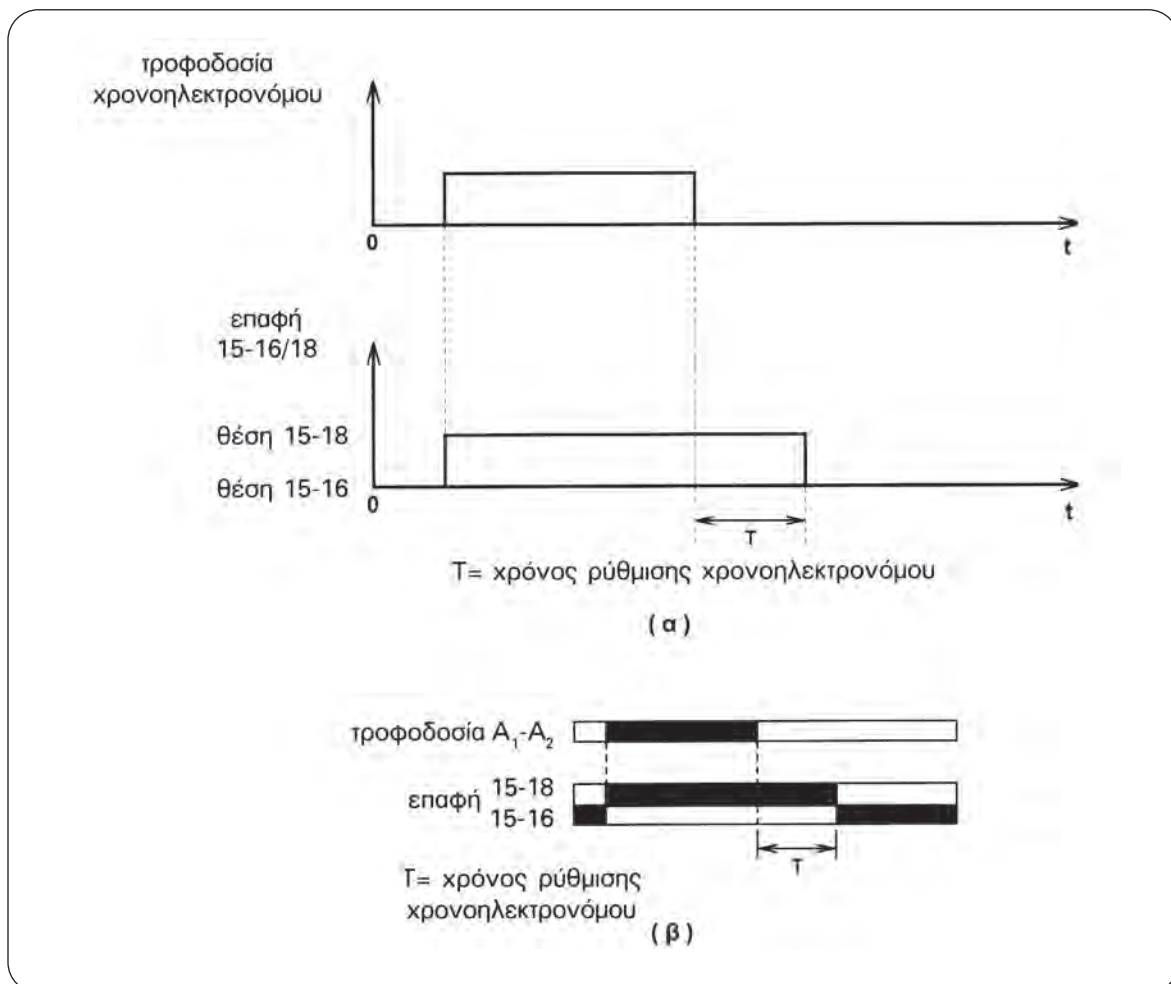 τροφοδοσία
χρονοηλεκτρονόμου
0
t
επαφή
15-16/18
θέση 15-18
θέση 15-16
0
t
T
T= χρόνος ρύθμισης χρονοηλεκτρονόμου
( α )
τροφοδοσία A₁-A₂
επαφή 15-18
15-16
T
T= χρόνος ρύθμισης
χρονοηλεκτρονόμου
( β )